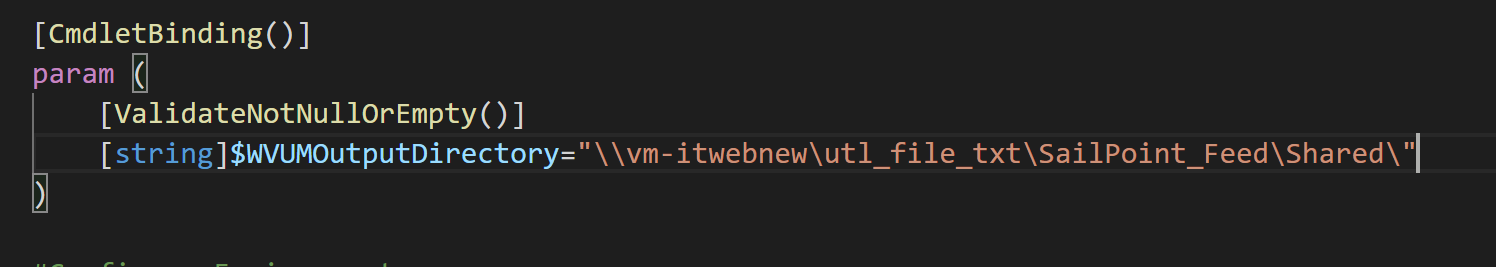 [CmdletBinding()]
param (
[ValidateNotNullOrEmpty()]
[string]$WVUMOutputDirectory="\\vm-itwebnew\utl_file_txt\SailPoint_Feed\Shared\"
)